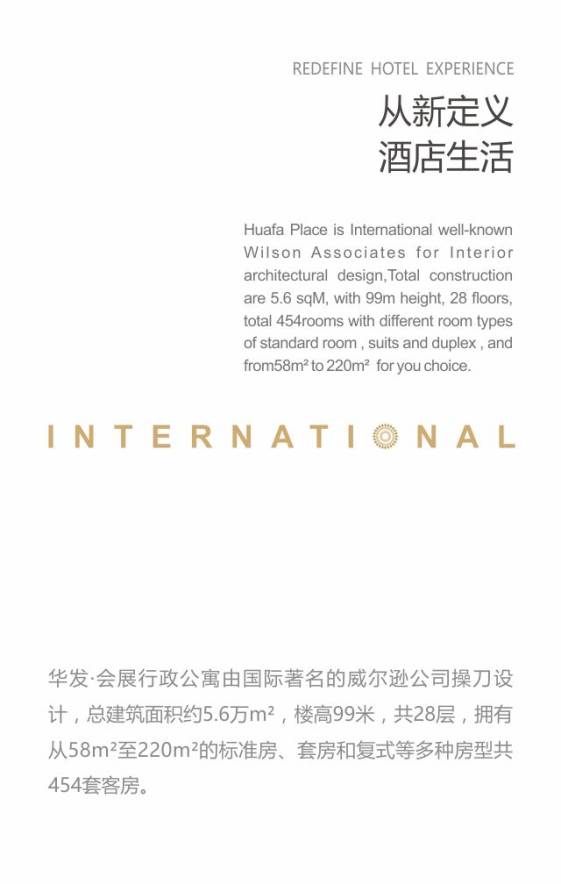 REDEFINE HOTEL EXPERIENCE
从新定义
酒店生活
Huafa Place is International well-known
Wilson Associates for Interior
architectural design,Total construction
are 5.6 sqM, with 99m height, 28 floors,
total 454rooms with different room types
of standard room , suits and duplex , and
from58m² to 220m² for you choice.
INTERNATIONAL
华发·会展行政公寓由国际著名的威尔逊公司操刀设
计，总建筑面积约5.6万m²，楼高99米，共28层，拥有
从58m²至220m²的标准房、套房和复式等多种房型共
454套客房。